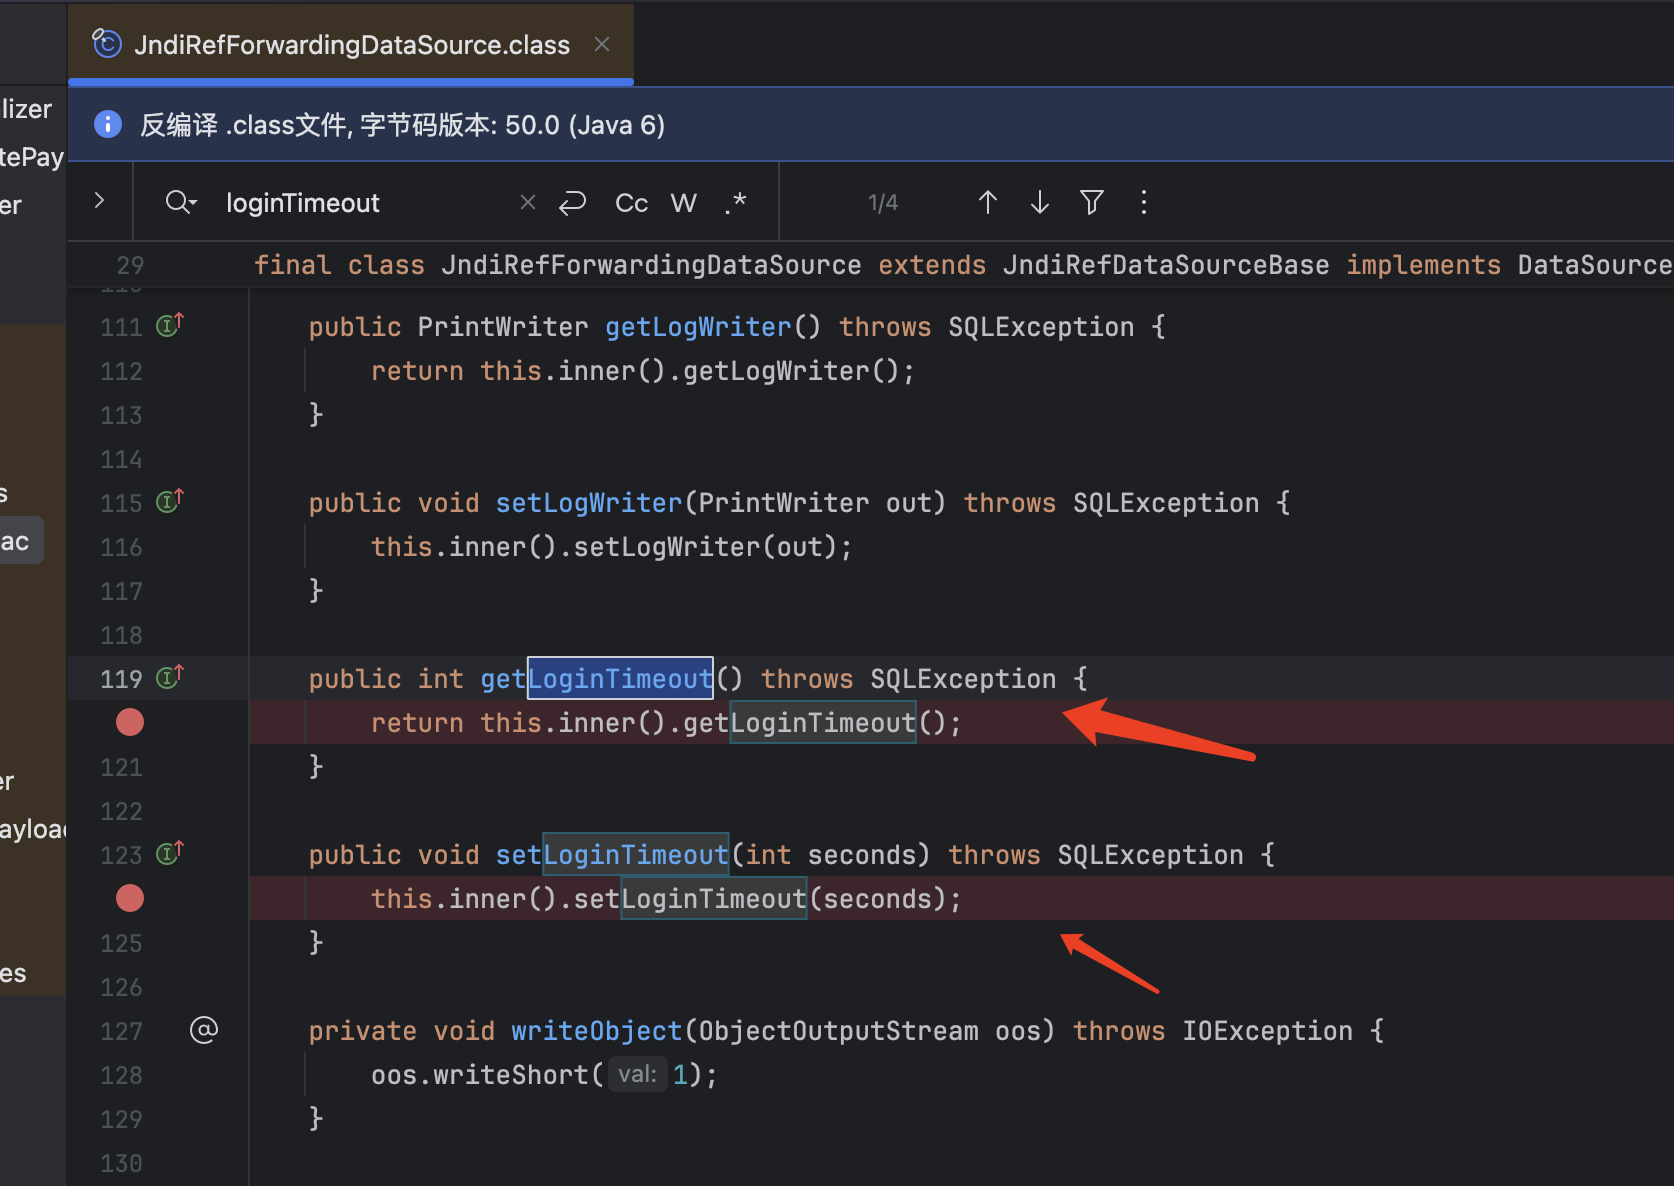 JndiRefForwardingDataSource.class
lizer
反编译 .class文件, 字节码版本: 50.0 (Java 6)
tePay
er
loginTimeout
Cc
W
.*
1/4
29 final class JndiRefForwardingDataSource extends JndiRefDataSourceBase implements DataSource
111 public PrintWriter getLogWriter() throws SQLException {
112 return this.inner().getLogWriter();
113 }
114
s
115 public void setLogWriter(PrintWriter out) throws SQLException {
ac
116 this.inner().setLogWriter(out);
117 }
118
119 public int getLoginTimeout() throws SQLException {
return this.inner().getLoginTimeout();
121 }
er
122
ayload
123 public void setLoginTimeout(int seconds) throws SQLException {
this.inner().setLoginTimeout(seconds);
125 }
es
126
127 @ private void writeObject(ObjectOutputStream oos) throws IOException {
128 oos.writeShort( val: 1);
129 }
130